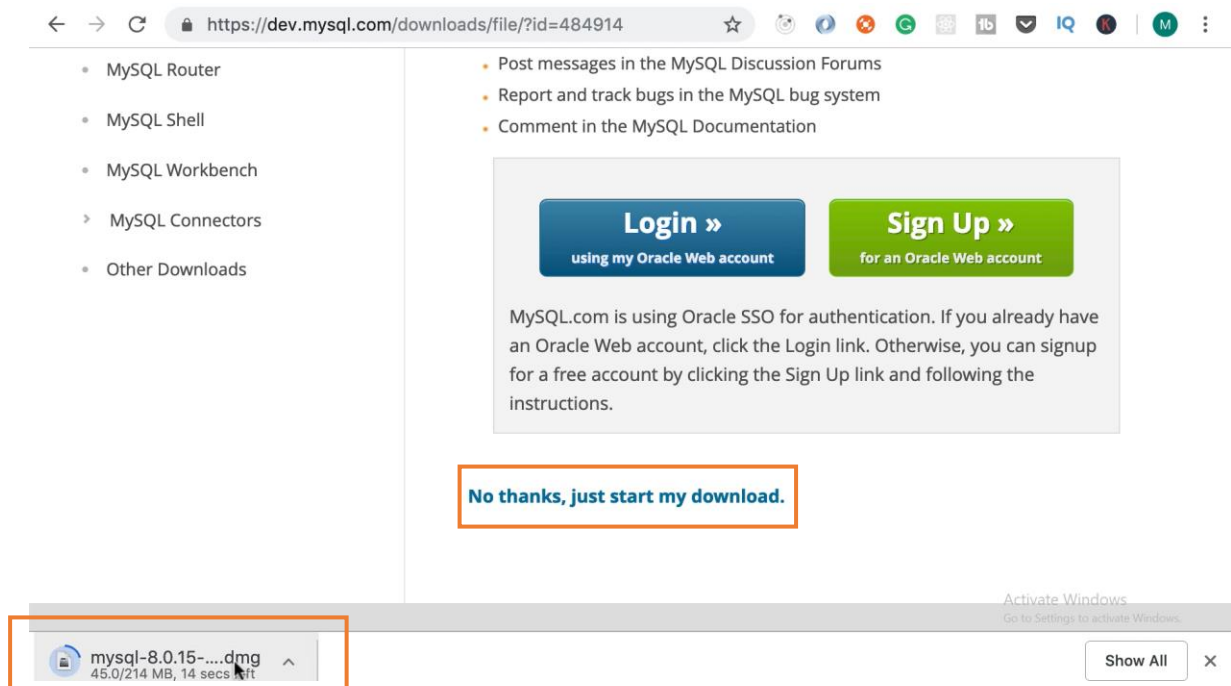 https://dev.mysql.com/downloads/file/?id=484914
16
IQ
K
M
MySQL Router
MySQL Shell
MySQL Workbench
MySQL Connectors
Other Downloads
Post messages in the MySQL Discussion Forums
Report and track bugs in the MySQL bug system
Comment in the MySQL Documentation
Login »
using my Oracle Web account
Sign Up »
for an Oracle Web account
MySQL.com is using Oracle SSO for authentication. If you already have
an Oracle Web account, click the Login link. Otherwise, you can signup
for a free account by clicking the Sign Up link and following the
instructions.
No thanks, just start my download.
Activate Windows
Go to Settings to activate Windows.
mysql-8.0.15-....dmg
45.0/214 MB, 14 secs left
Show All